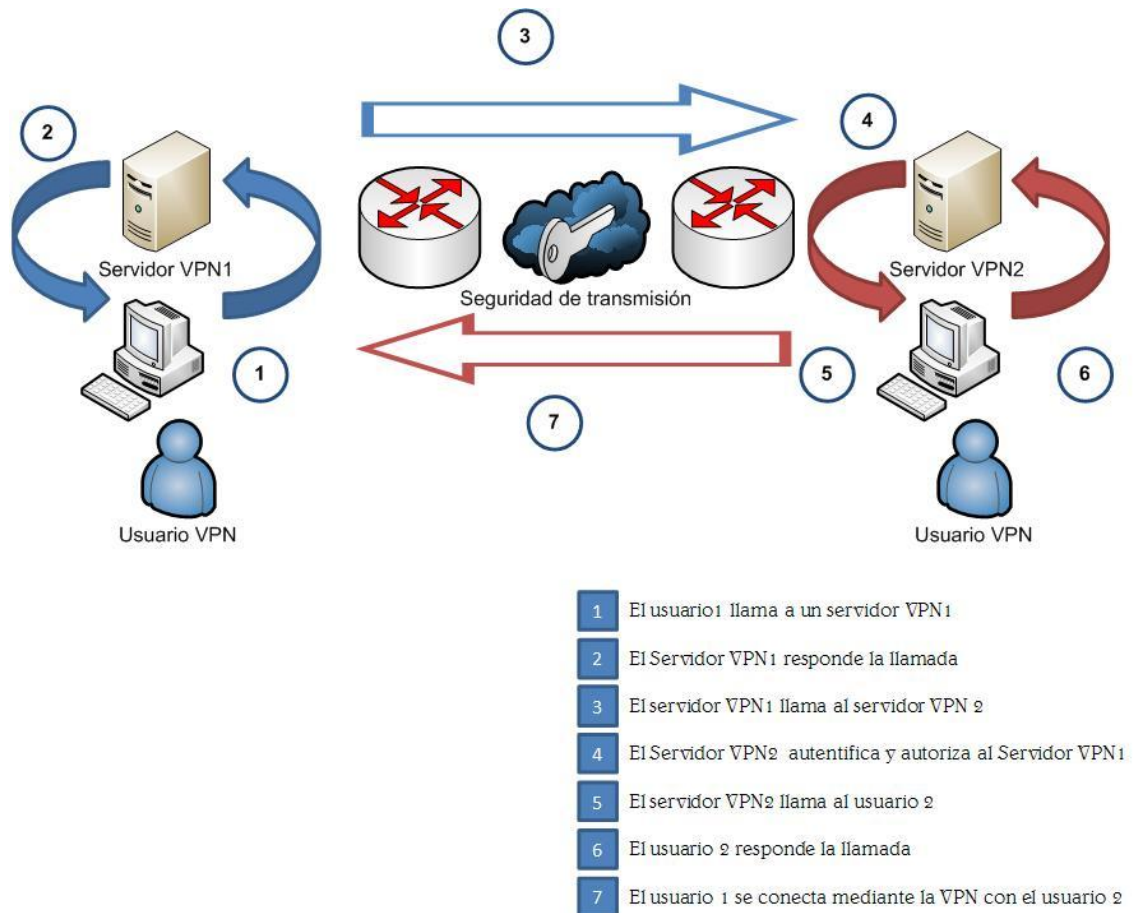 3
2
4
Servidor VPN1
Servidor VPN2
Seguridad de transmisión
1
5
6
7
Usuario VPN
Usuario VPN
1 El usuario1 llama a un servidor VPN1
2 El Servidor VPN1 responde la llamada
3 El servidor VPN1 llama al servidor VPN 2
4 El Servidor VPN2 autentifica y autoriza al Servidor VPN1
5 El servidor VPN2 llama al usuario 2
6 El usuario 2 responde la llamada
7 El usuario 1 se conecta mediante la VPN con el usuario 2